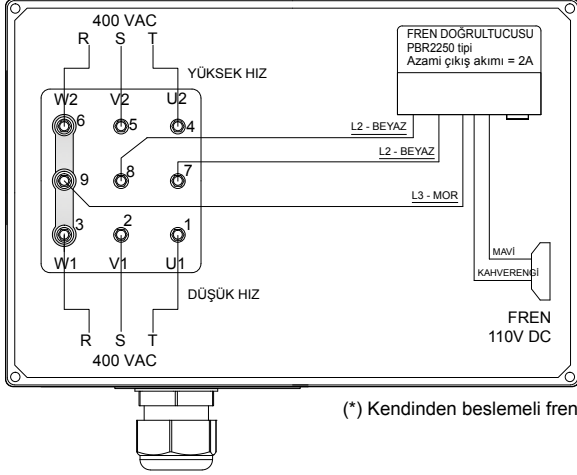 400 VAC
R S T
YÜKSEK HIZ
W2 V2 U2
6 5 4
9 8 7
3 2 1
W1 V1 U1
DÜŞÜK HIZ
R S T
400 VAC
FREN DOĞRULTUCUSU
PBR2250 tipi
Azami çıkış akımı = 2A
L2 - BEYAZ
L2 - BEYAZ
L3 - MOR
MAVİ
KAHVERENGİ
FREN
110V DC
(*) Kendinden beslemeli fren